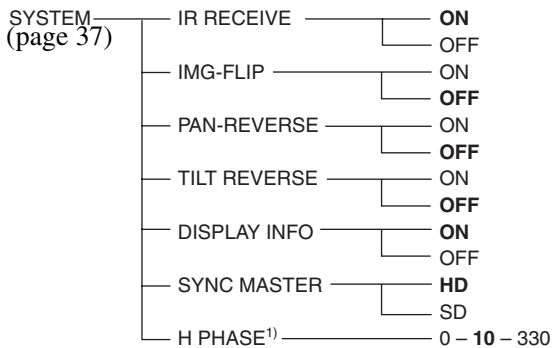 SYSTEM IR RECEIVE ON
(page 37) OFF
IMG-FLIP ON
OFF
PAN-REVERSE ON
OFF
TILT REVERSE ON
OFF
DISPLAY INFO ON
OFF
SYNC MASTER HD
SD
H PHASE1) 0 – 10 – 330